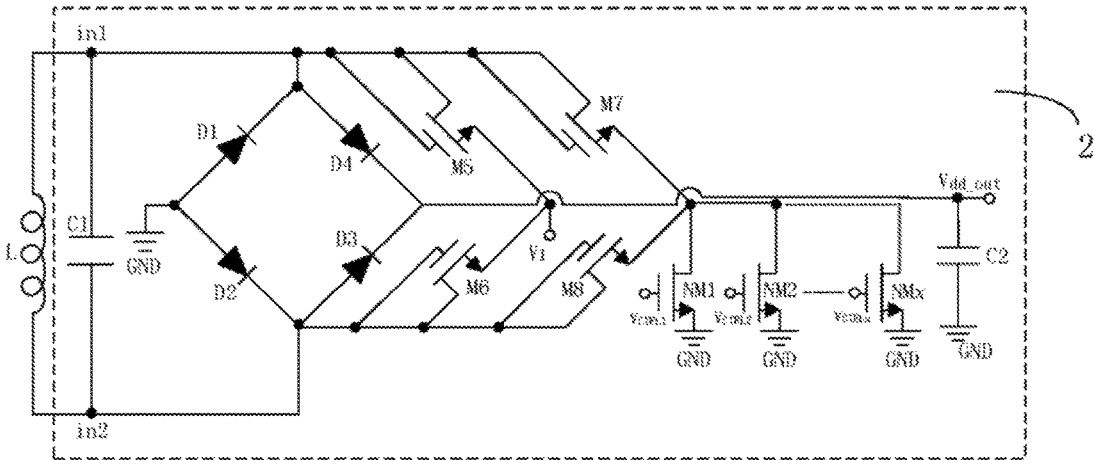 in1
M7
D1
D4
M5
2
Vdd_out
L
C1
GND
D3
V1
C2
D2
M6
M8
NM1
NM2
NMx
GND
GND
GND
GND
in2